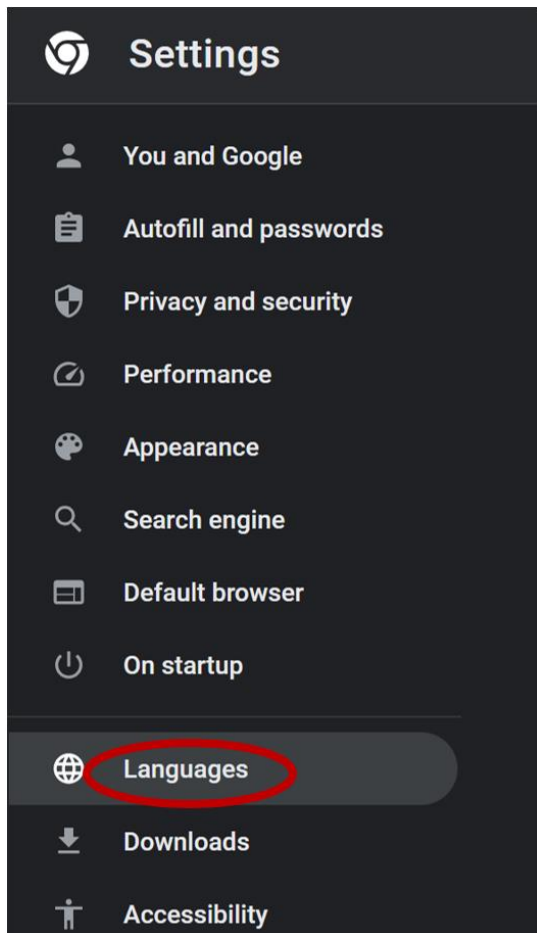 Settings
You and Google
Autofill and passwords
Privacy and security
Performance
Appearance
Search engine
Default browser
On startup
Languages
Downloads
Accessibility